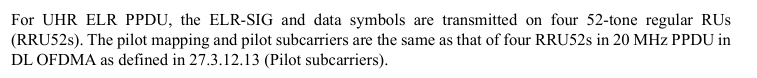 For UHR ELR PPDU, the ELR-SIG and data symbols are transmitted on four 52-tone regular RUs
(RRU52s). The pilot mapping and pilot subcarriers are the same as that of four RRU52s in 20 MHz PPDU in
DL OFDMA as defined in 27.3.12.13 (Pilot subcarriers).